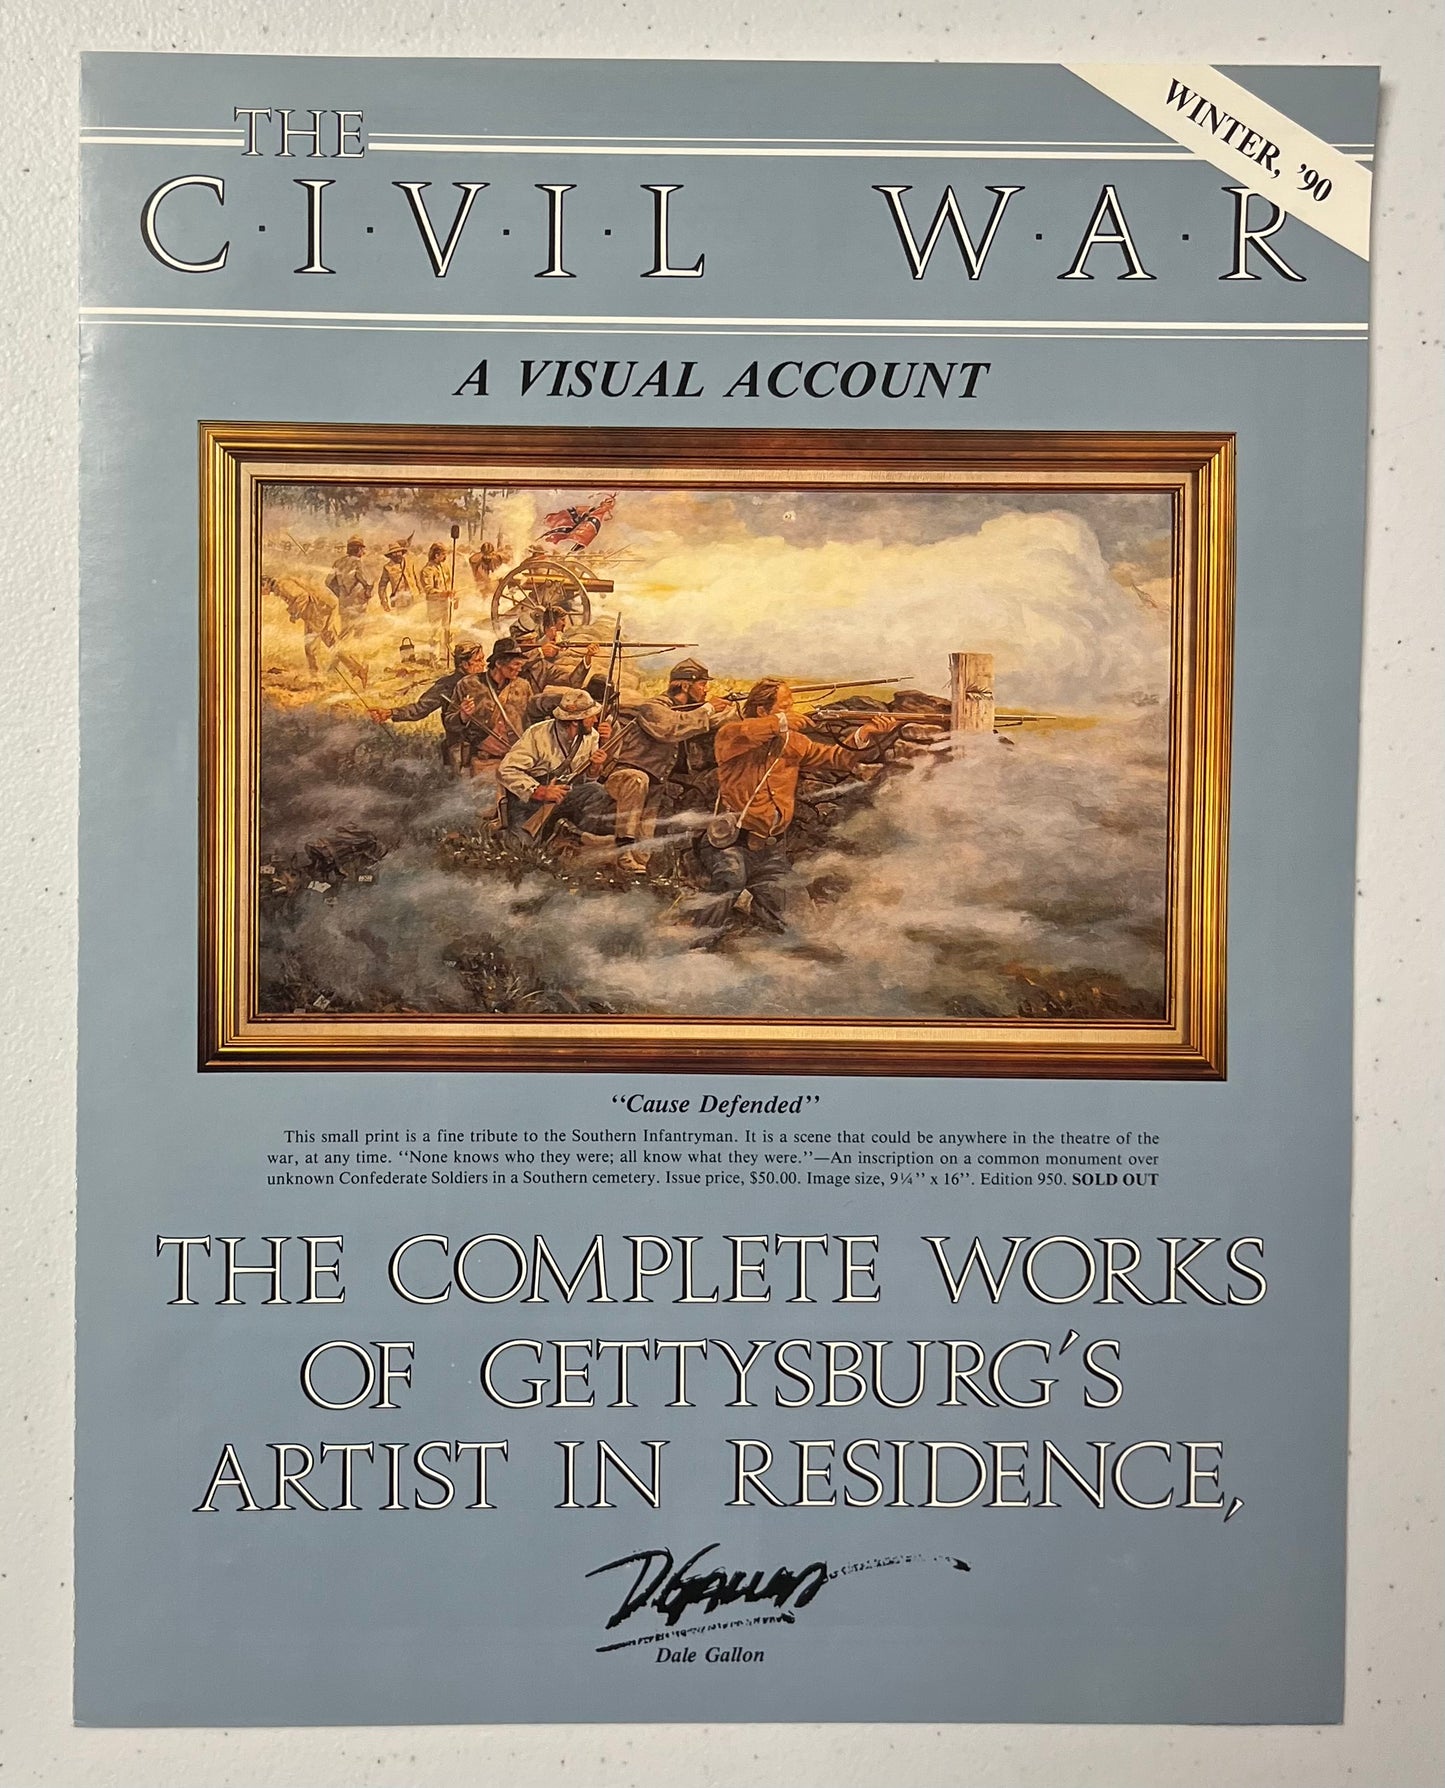 THE
C·I·V·I·L W·A·R
WINTER, '90
A VISUAL ACCOUNT
“Cause Defended”
This small print is a fine tribute to the Southern Infantryman. It is a scene that could be anywhere in the theatre of the
war, at any time. “None knows who they were; all know what they were.”—An inscription on a common monument over
unknown Confederate Soldiers in a Southern cemetery. Issue price, $50.00. Image size, 9¼” x 16”. Edition 950. SOLD OUT
THE COMPLETE WORKS
OF GETTYSBURG'S
ARTIST IN RESIDENCE,
D Gallon
Dale Gallon